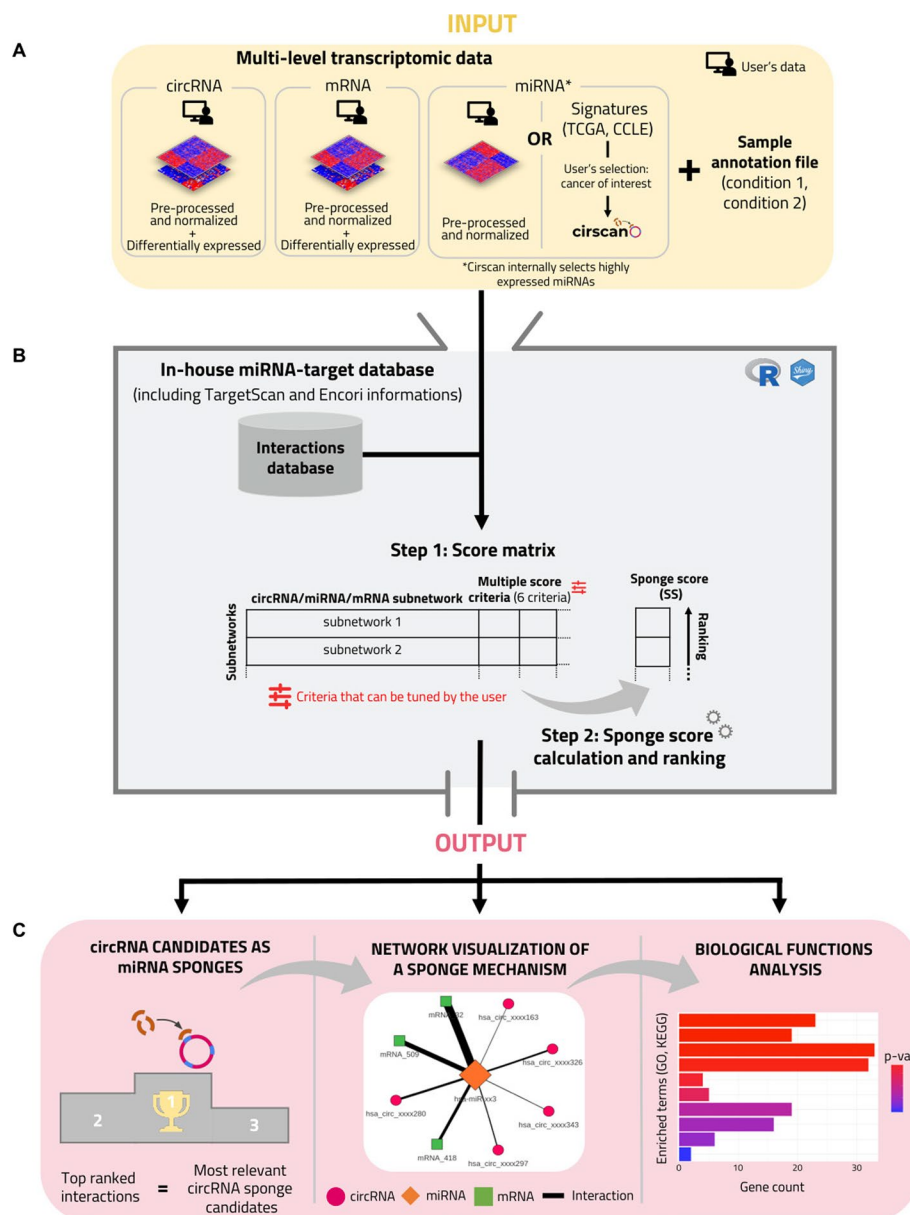 INPUT
A
Multi-level transcriptomic data
User's data
circRNA
mRNA
miRNA*
Pre-processed
and normalized
+
Differentially expressed
Pre-processed
and normalized
+
Differentially expressed
Pre-processed
and normalized
OR
Signatures
(TCGA, CCLE)
User's selection:
cancer of interest
cirscan
+
Sample
annotation file
(condition 1,
condition 2)
*Cirscan internally selects highly
expressed miRNAs
B
In-house miRNA-target database
(including TargetScan and Encori informations)
R
Shiny
Interactions
database
Step 1: Score matrix
circRNA/miRNA/mRNA subnetwork
Multiple score
criteria (6 criteria)
Sponge score
(SS)
Subnetworks
subnetwork 1
subnetwork 2
Ranking
Criteria that can be tuned by the user
Step 2: Sponge score
calculation and ranking
OUTPUT
C
circRNA CANDIDATES AS
miRNA SPONGES
2
1
3
Top ranked
interactions
=
Most relevant
circRNA sponge
candidates
NETWORK VISUALIZATION OF
A SPONGE MECHANISM
hsa_circ_xxxx163
mRNA_509
hsa_circ_xxxx326
hsa_circ_xxxx280
hsa_circ_xxxx343
mRNA_418
hsa_circ_xxxx297
circRNA
miRNA
mRNA
Interaction
BIOLOGICAL FUNCTIONS
ANALYSIS
Enriched terms (GO, KEGG)
p-va
0
10
20
30
Gene count